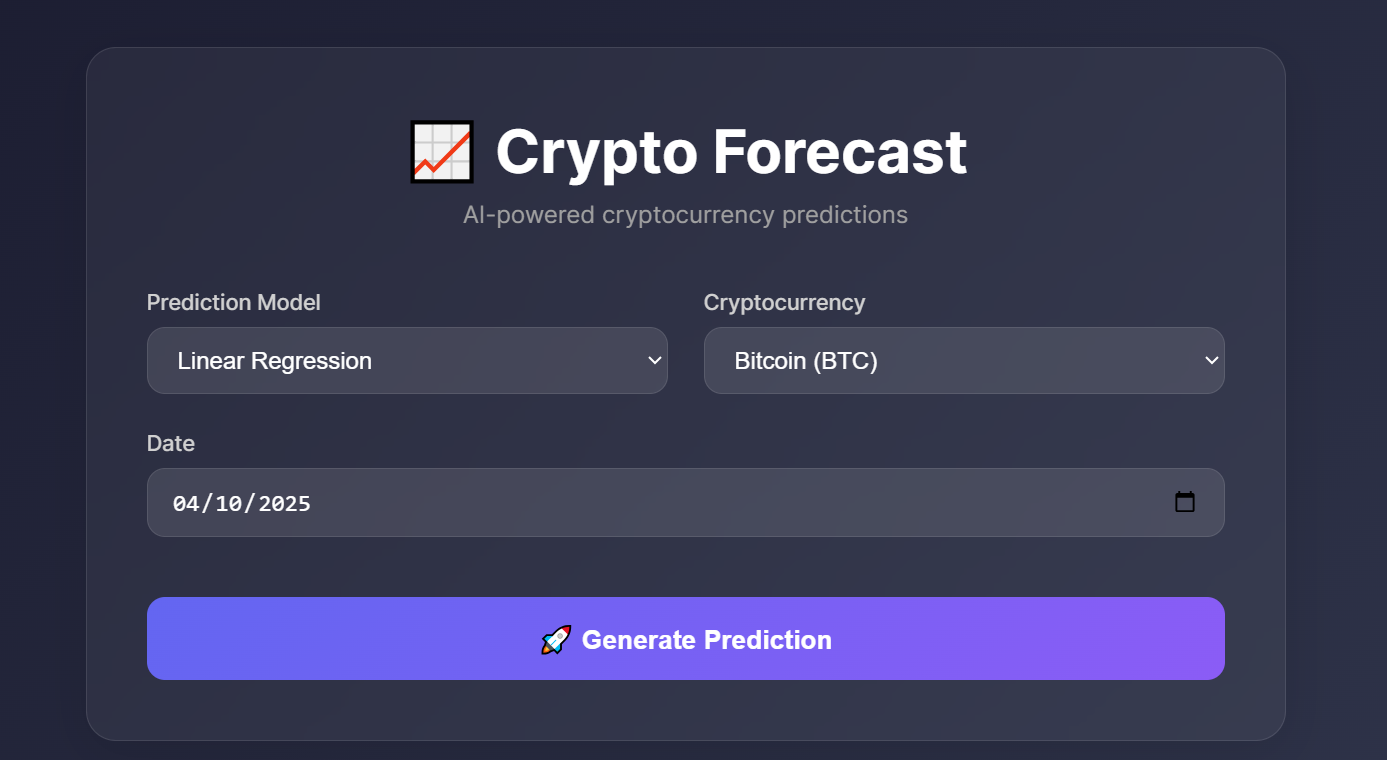 📈 Crypto Forecast
AI-powered cryptocurrency predictions
Prediction Model
Cryptocurrency
Linear Regression
Bitcoin (BTC)
Date
04/10/2025
🚀 Generate Prediction